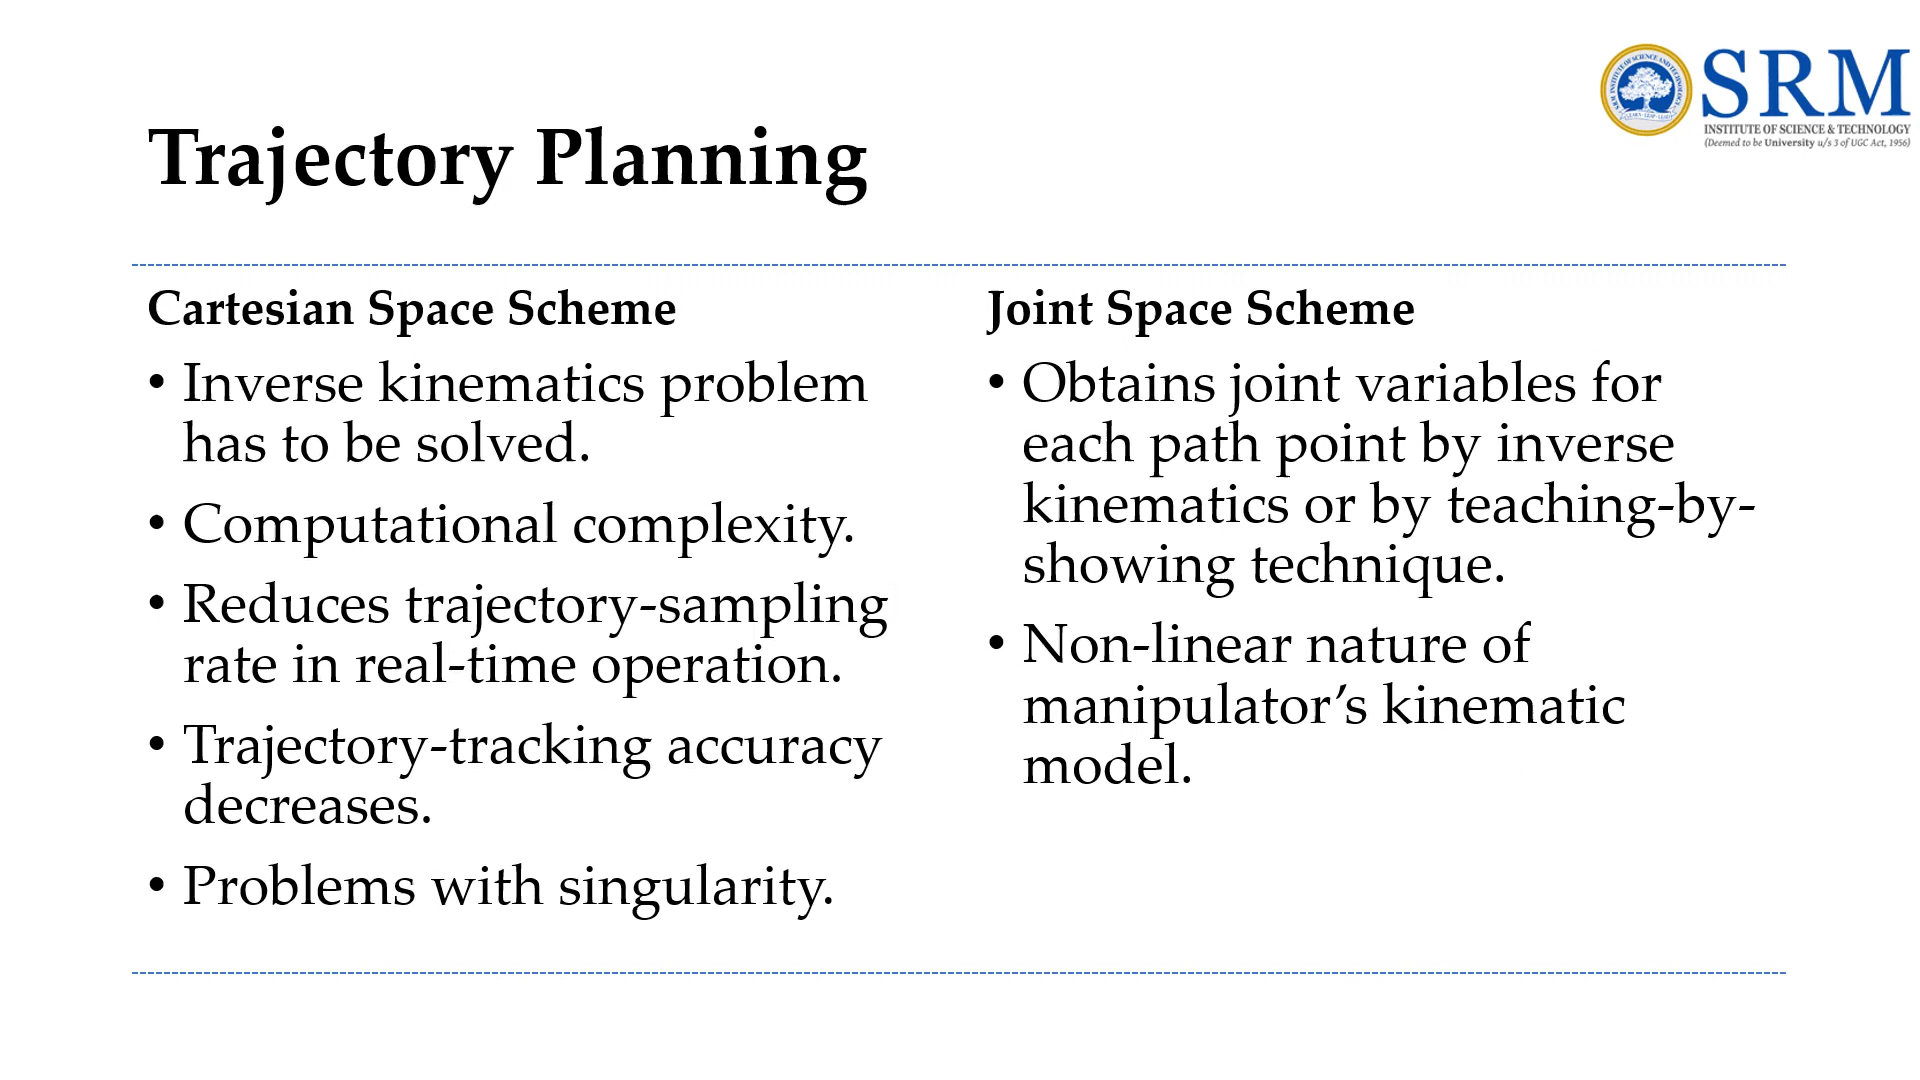 SRM
INSTITUTE OF SCIENCE & TECHNOLOGY
(Deemed to be University u/s 3 of UGC Act, 1956)
Trajectory Planning
Cartesian Space Scheme
• Inverse kinematics problem
has to be solved.
• Computational complexity.
• Reduces trajectory-sampling
rate in real-time operation.
• Trajectory-tracking accuracy
decreases.
• Problems with singularity.
Joint Space Scheme
• Obtains joint variables for
each path point by inverse
kinematics or by teaching-by-
showing technique.
• Non-linear nature of
manipulator’s kinematic
model.